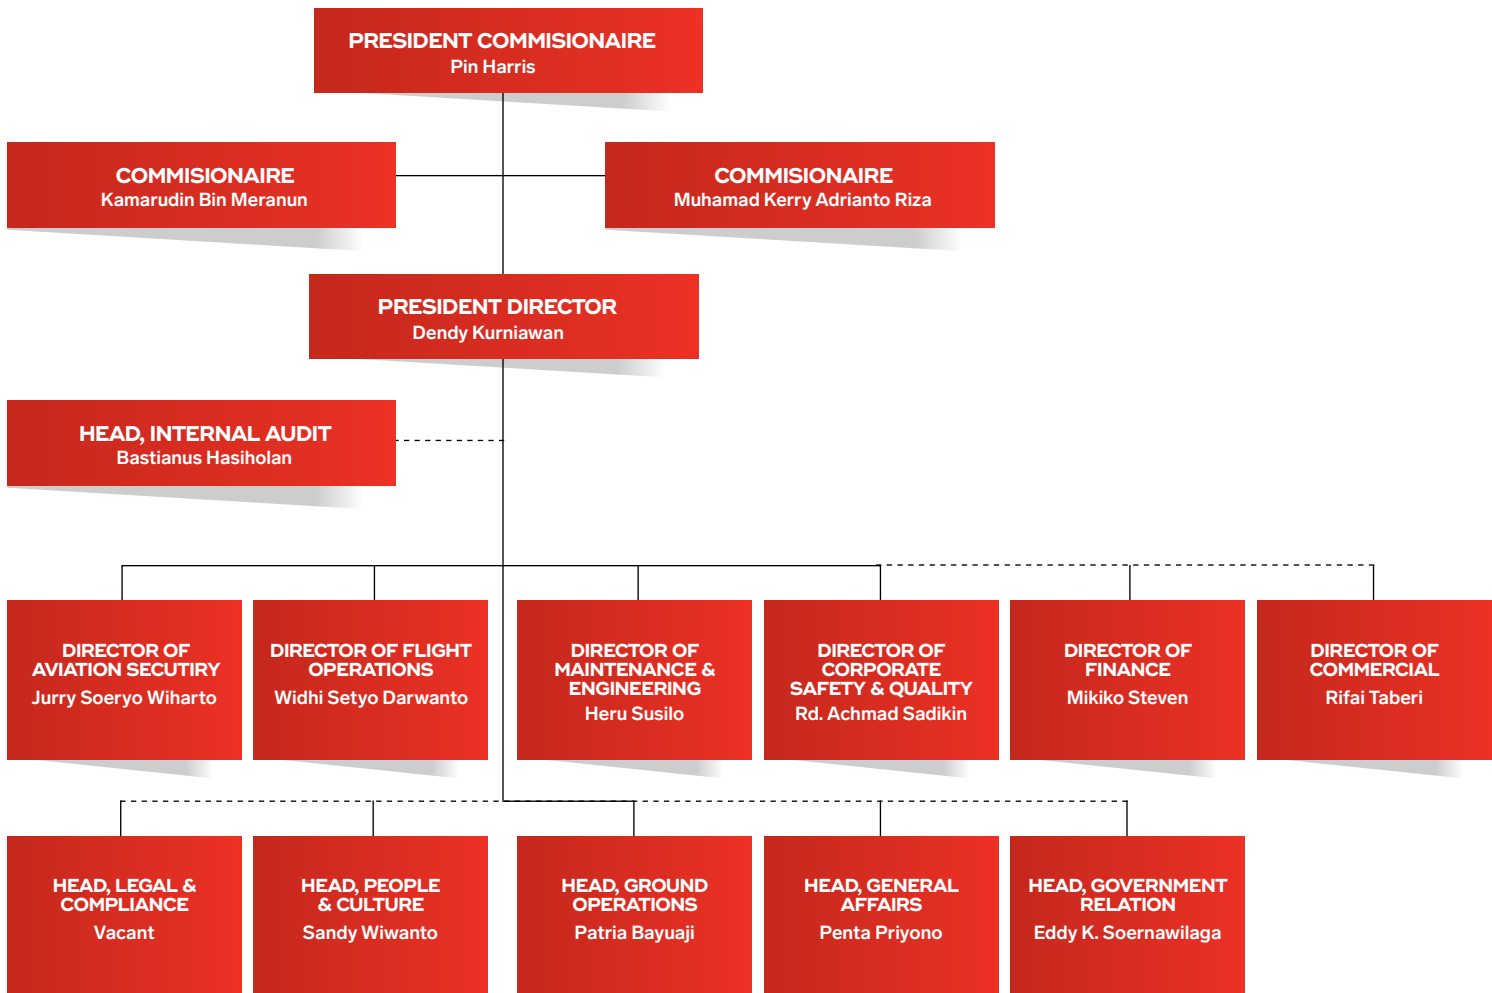 PRESIDENT COMMISIONAIRE
Pin Harris
COMMISIONAIRE
Kamarudin Bin Meranun
COMMISIONAIRE
Muhamad Kerry Adrianto Riza
PRESIDENT DIRECTOR
Dendy Kurniawan
HEAD, INTERNAL AUDIT
Bastianus Hasiholan
DIRECTOR OF
AVIATION SECUTIRY
Jurry Soeryo Wiharto
DIRECTOR OF FLIGHT
OPERATIONS
Widhi Setyo Darwanto
DIRECTOR OF
MAINTENANCE &
ENGINEERING
Heru Susilo
DIRECTOR OF
CORPORATE
SAFETY & QUALITY
Rd. Achmad Sadikin
DIRECTOR OF
FINANCE
Mikiko Steven
DIRECTOR OF
COMMERCIAL
Rifai Taberi
HEAD, LEGAL &
COMPLIANCE
Vacant
HEAD, PEOPLE
& CULTURE
Sandy Wiwanto
HEAD, GROUND
OPERATIONS
Patria Bayuaji
HEAD, GENERAL
AFFAIRS
Penta Priyono
HEAD, GOVERNMENT
RELATION
Eddy K. Soernawilaga